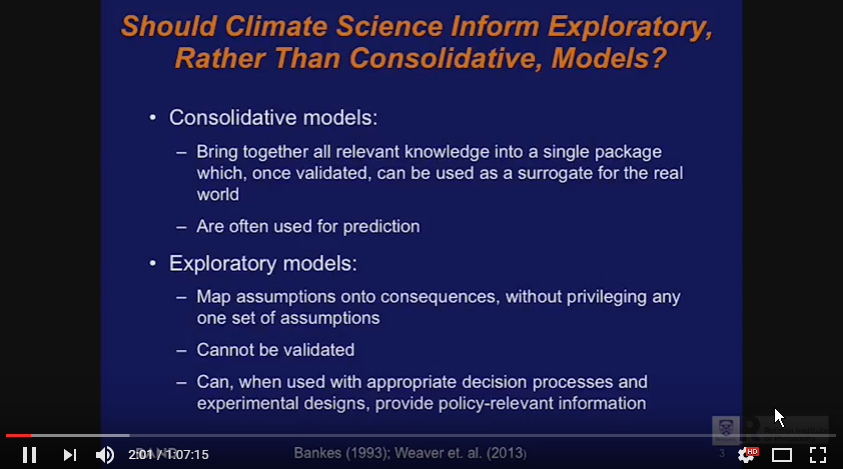 Should Climate Science Inform Exploratory,
Rather Than Consolidative, Models?
• Consolidative models:
– Bring together all relevant knowledge into a single package
which, once validated, can be used as a surrogate for the real
world
– Are often used for prediction
• Exploratory models:
– Map assumptions onto consequences, without privileging any
one set of assumptions
– Cannot be validated
– Can, when used with appropriate decision processes and
experimental designs, provide policy-relevant information
RAND
Bankes (1993); Weaver et. al. (2013)
3
2:01 / 1:07:15
HD